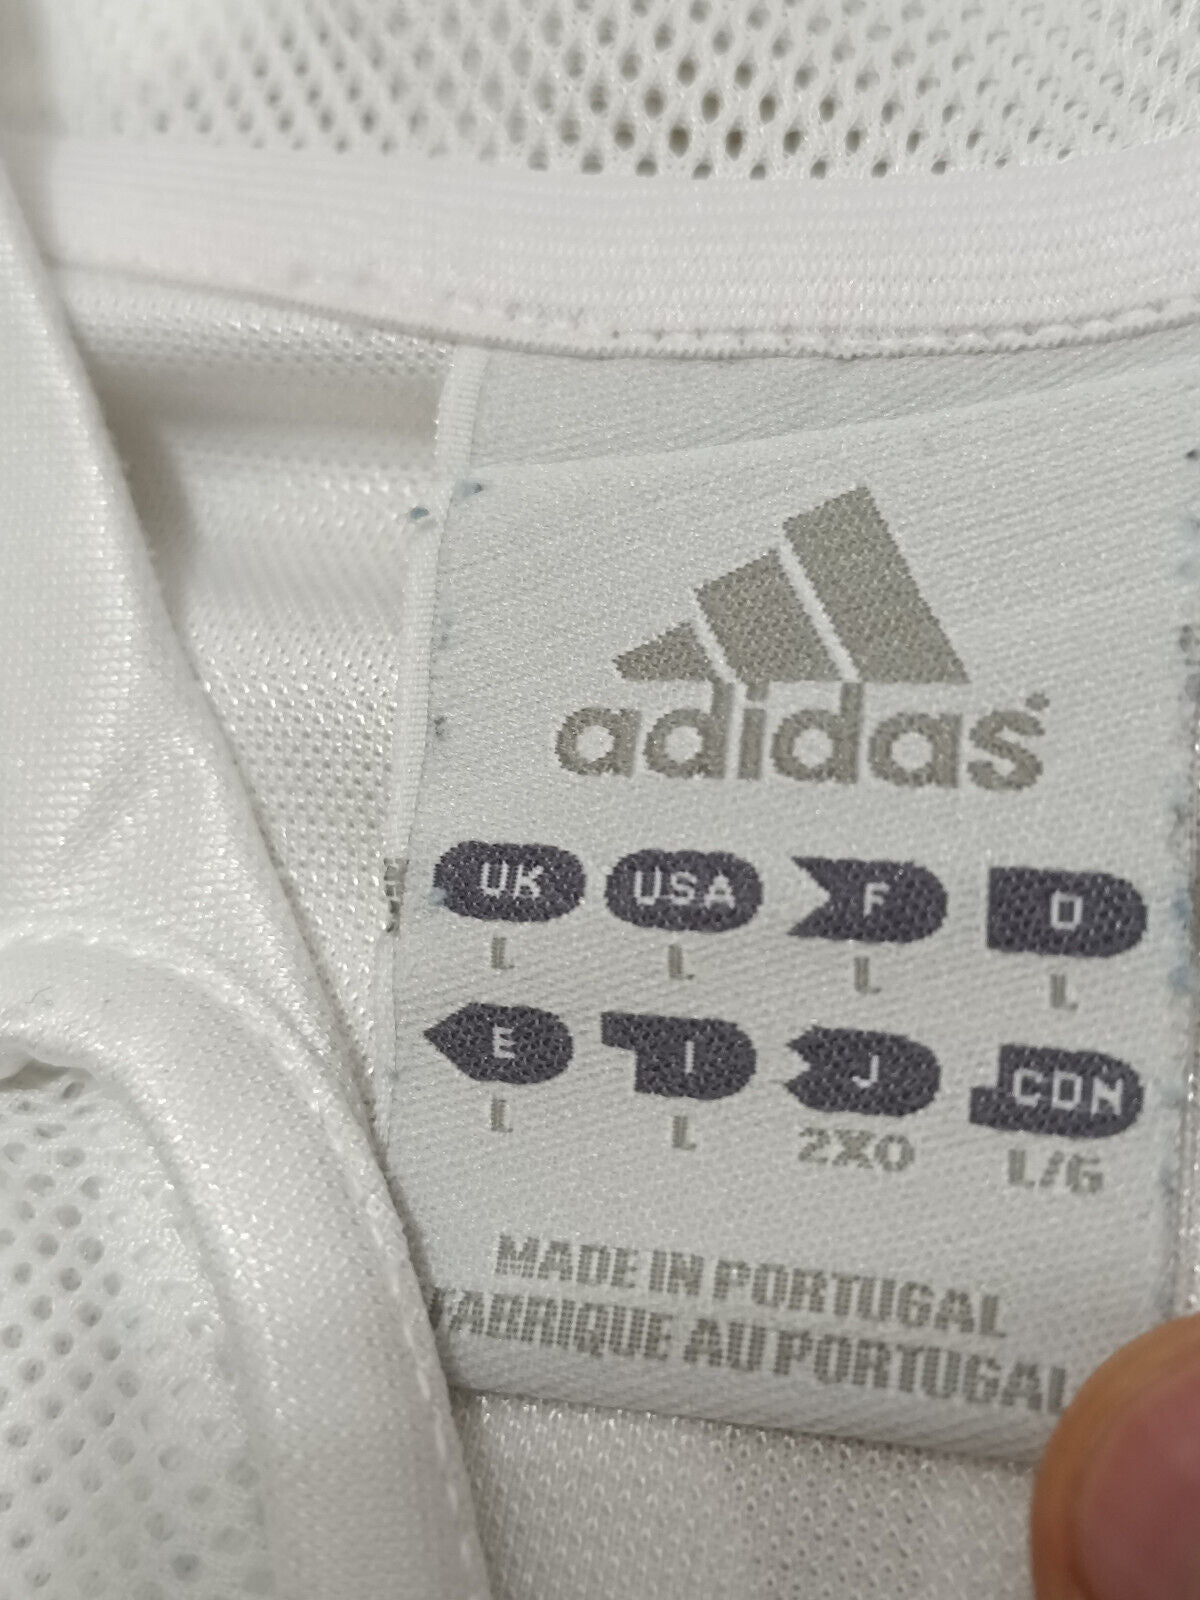 adidas
UK USA F D
L L L L
E I J CDN
L L 2XO L/G
MADE IN PORTUGAL
FABRIQUE AU PORTUGAL